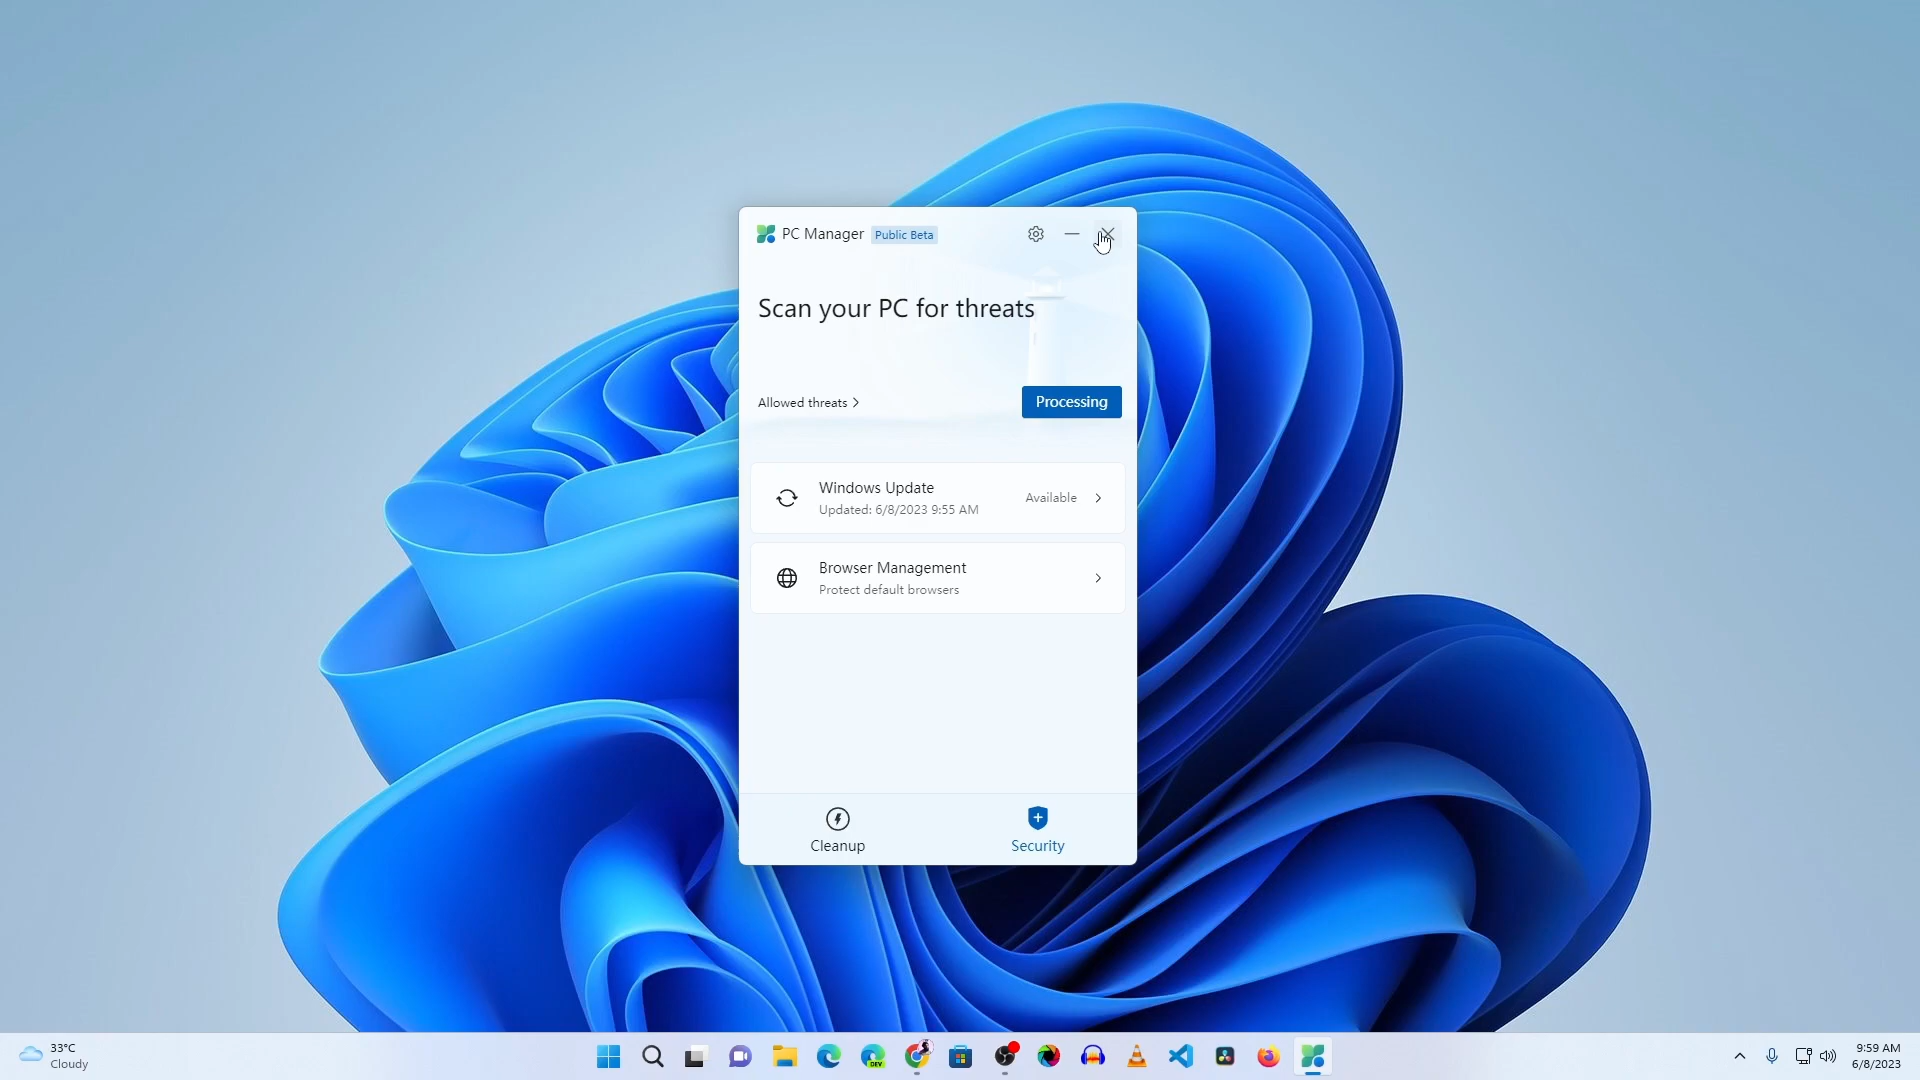 PC Manager Public Beta
Scan your PC for threats
Allowed threats
Processing
Windows Update
Updated: 6/8/2023 9:55 AM
Available
Browser Management
Protect default browsers
Cleanup
Security
33°C
Cloudy
DEV
9:59 AM
6/8/2023